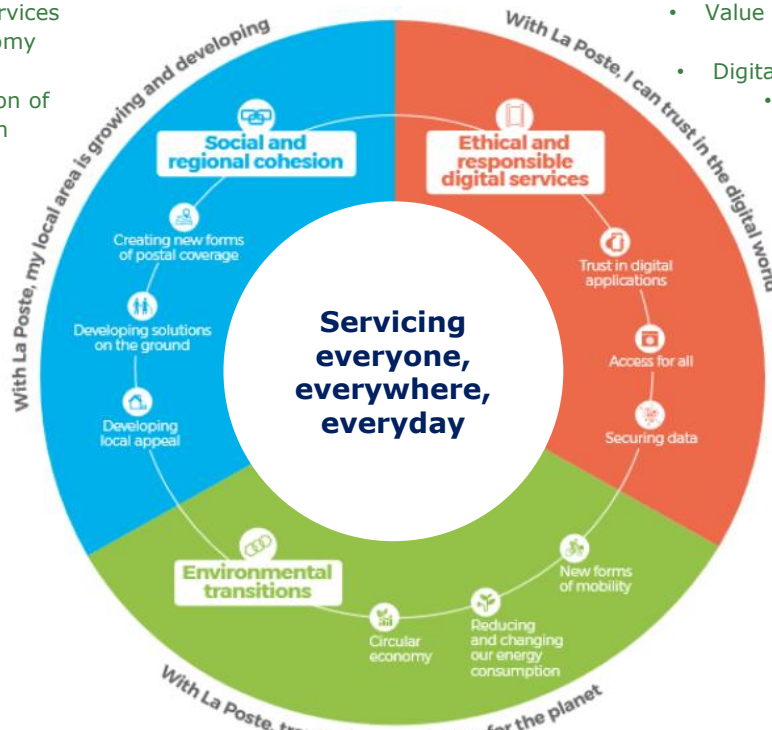 rvices
omy
on of
n
• Value
• Digita
•
With La Poste, my local area is growing and developing
With La Poste, I can trust in the digital world
Social and
regional cohesion
Creating new forms
of postal coverage
Developing solutions
on the ground
Developing
local appeal
Ethical and
responsible
digital services
Trust in digital
applications
Access for all
Securing data
Servicing
everyone,
everywhere,
everyday
Environmental
transitions
Circular
economy
Reducing
and changing
our energy
consumption
New forms
of mobility
With La Poste, for the planet